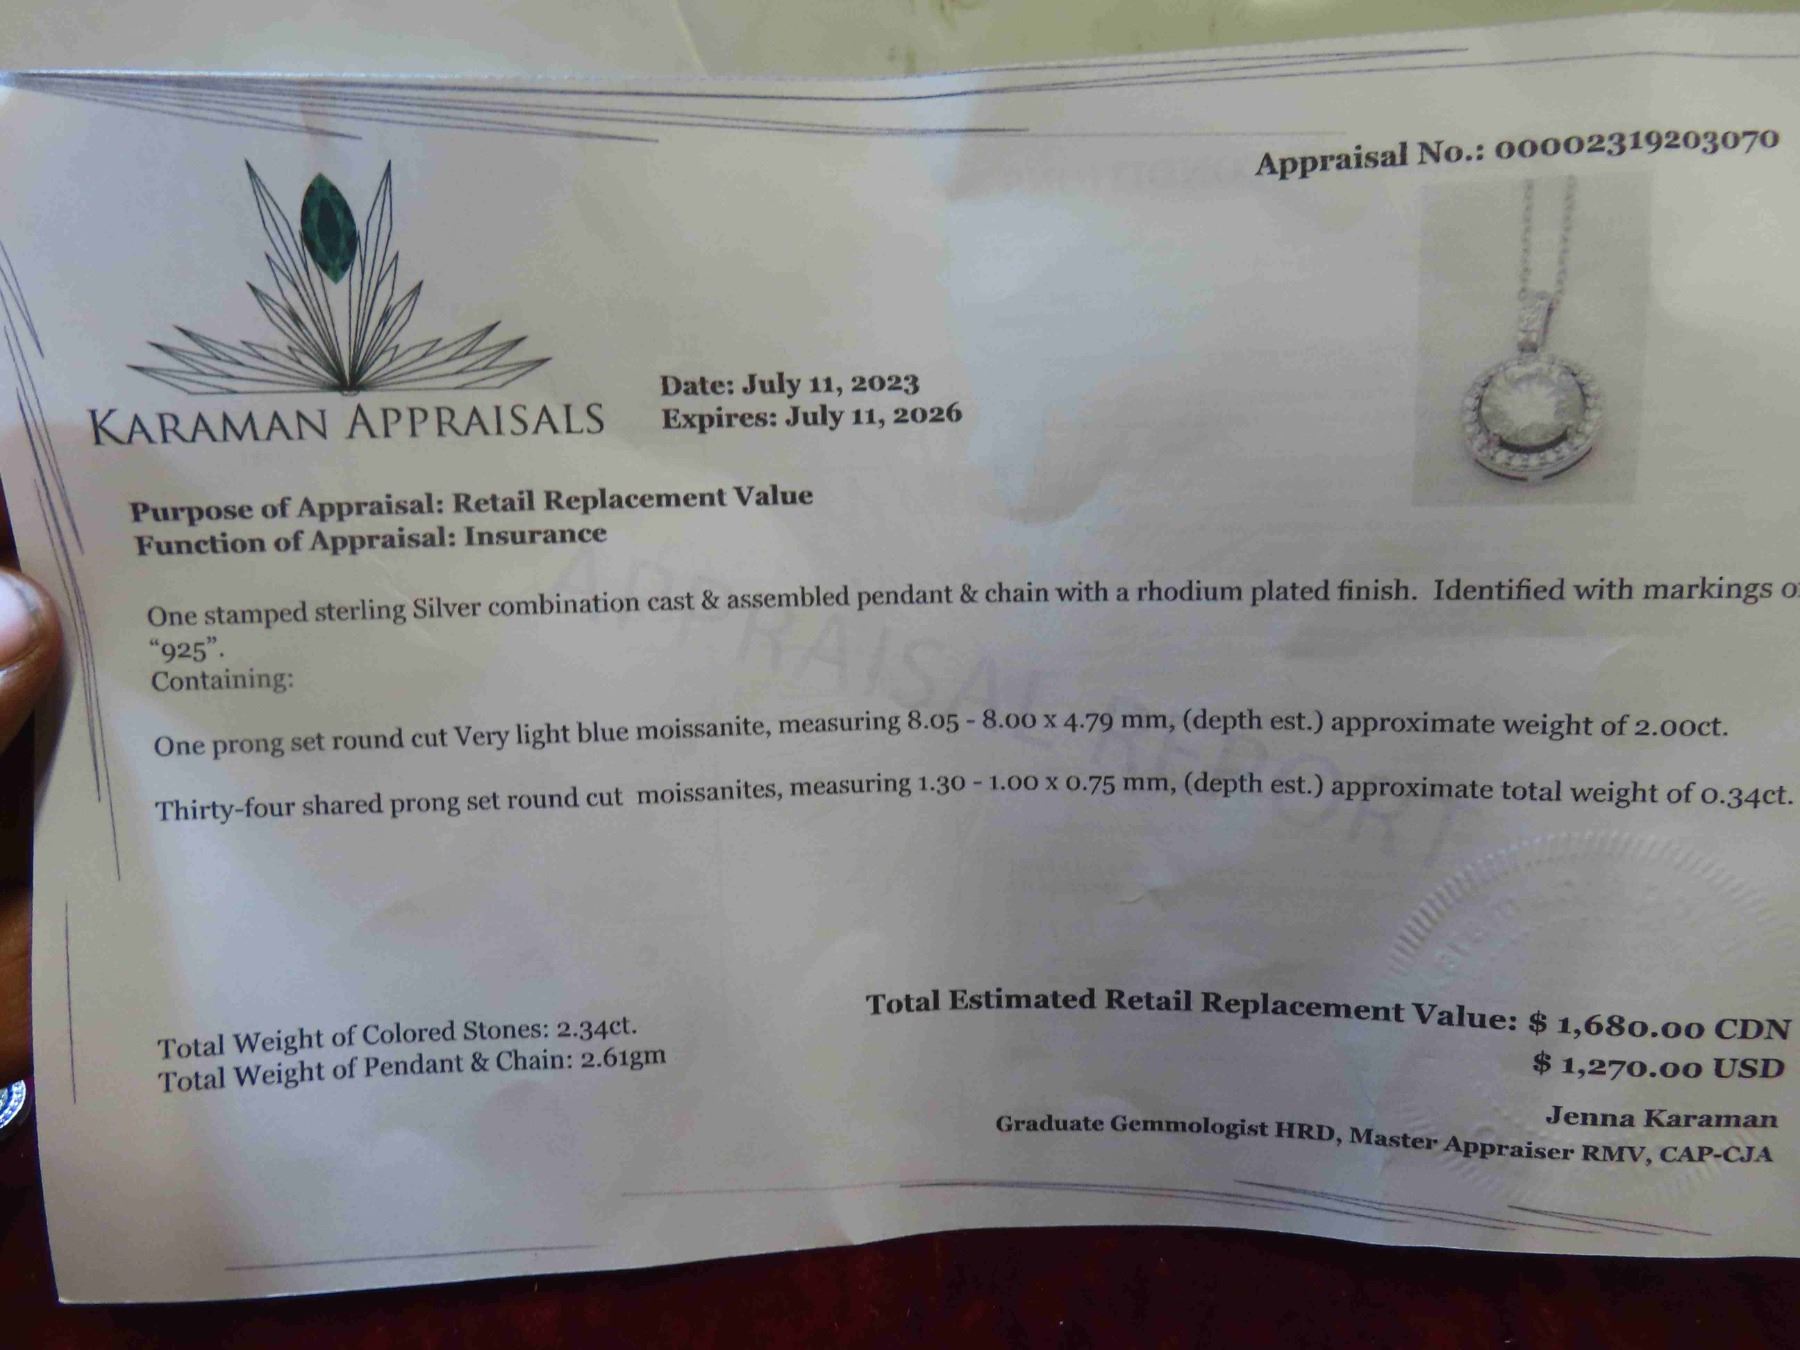 Appraisal No.: 00002319203070
KARAMAN APPRAISALS
Date: July 11, 2023
Expires: July 11, 2026
Purpose of Appraisal: Retail Replacement Value
Function of Appraisal: Insurance
One stamped sterling Silver combination cast & assembled pendant & chain with a rhodium plated finish. Identified with markings
"925".
Containing:
One prong set round cut Very light blue moissanite, measuring 8.05 - 8.00 x 4.79 mm, (depth est.) approximate weight of 2.00ct.
Thirty-four shared prong set round cut moissanites, measuring 1.30 - 1.00 x 0.75 mm, (depth est.) approximate total weight of 0.34ct.
APPRAISAL REPORT
Total Weight of Colored Stones: 2.34ct.
Total Weight of Pendant & Chain: 2.61gm
Total Estimated Retail Replacement Value: $ 1,680.00 CDN
$ 1,270.00 USD
Jenna Karaman
Graduate Gemmologist HRD, Master Appraiser RMV, CAP-CJA